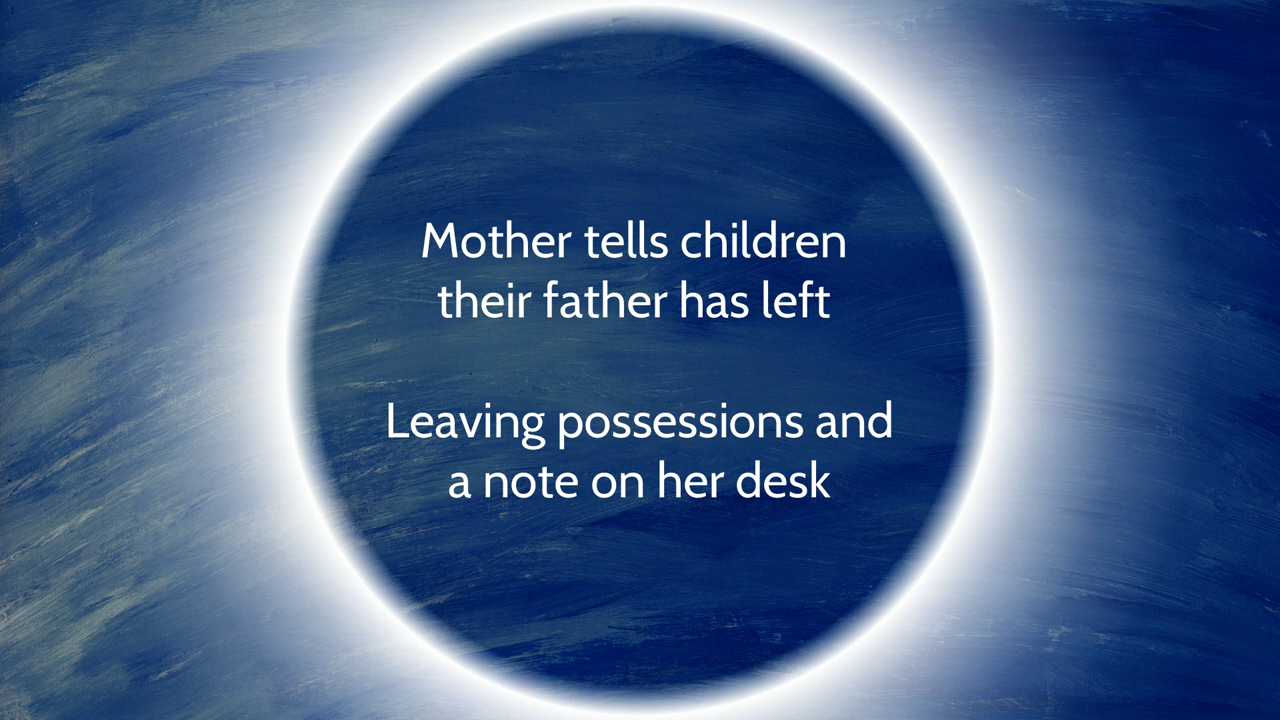 Mother tells children
their father has left
Leaving possessions and
a note on her desk